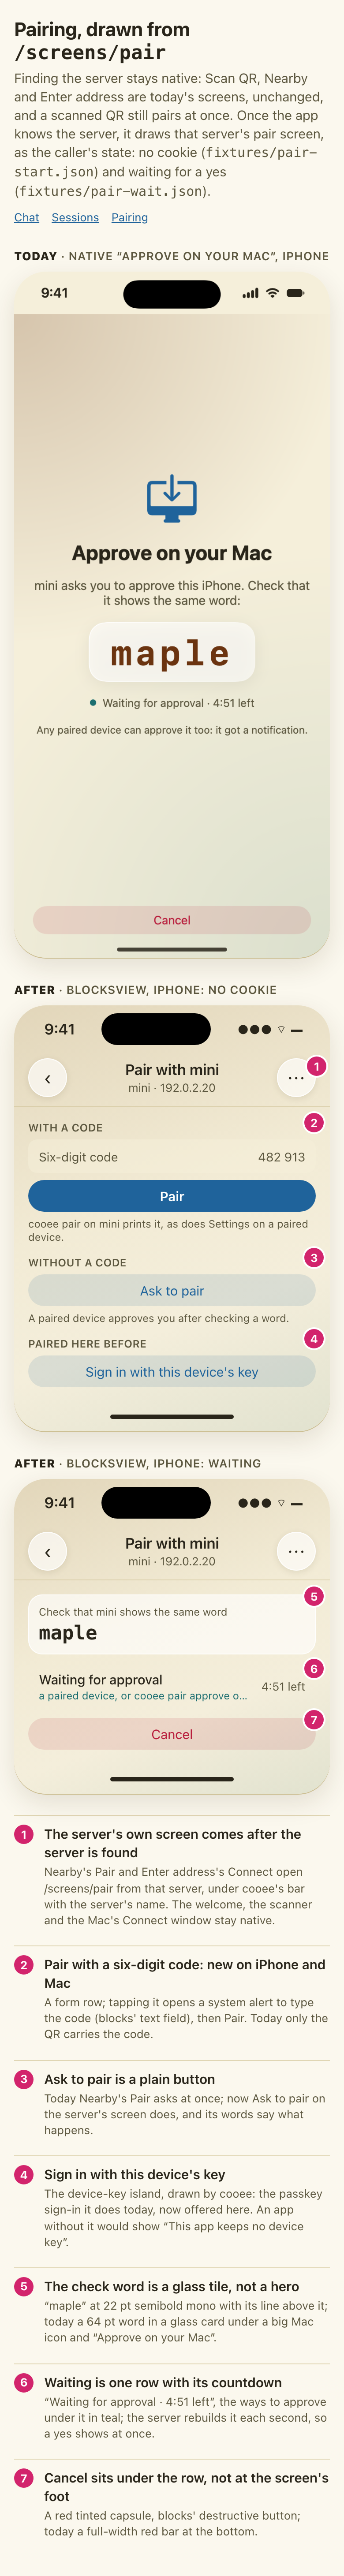 Pairing, drawn from
/screens/pair
Finding the server stays native: Scan QR, Nearby
and Enter address are today's screens, unchanged,
and a scanned QR still pairs at once. Once the app
knows the server, it draws that server's pair screen,
as the caller's state: no cookie (fixtures/pair-
start.json) and waiting for a yes
(fixtures/pair-wait.json).
Chat Sessions Pairing
TODAY · NATIVE “APPROVE ON YOUR MAC”, IPHONE
9:41
Approve on your Mac
mini asks you to approve this iPhone. Check that
it shows the same word:
maple
Waiting for approval · 4:51 left
Any paired device can approve it too: it got a notification.
Cancel
AFTER · BLOCKSVIEW, IPHONE: NO COOKIE
9:41
‹
Pair with mini
mini · 192.0.2.20
···
1
WITH A CODE
2
Six-digit code 482 913
Pair
cooee pair on mini prints it, as does Settings on a paired
device.
WITHOUT A CODE
3
Ask to pair
A paired device approves you after checking a word.
PAIRED HERE BEFORE
4
Sign in with this device's key
AFTER · BLOCKSVIEW, IPHONE: WAITING
9:41
‹
Pair with mini
mini · 192.0.2.20
···
5
Check that mini shows the same word
maple
6
Waiting for approval
a paired device, or cooee pair approve o...
4:51 left
7
Cancel
1
The server's own screen comes after the
server is found
Nearby's Pair and Enter address's Connect open
/screens/pair from that server, under cooee's bar
with the server's name. The welcome, the scanner
and the Mac's Connect window stay native.
2
Pair with a six-digit code: new on iPhone and
Mac
A form row; tapping it opens a system alert to type
the code (blocks' text field), then Pair. Today only the
QR carries the code.
3
Ask to pair is a plain button
Today Nearby's Pair asks at once; now Ask to pair on
the server's screen does, and its words say what
happens.
4
Sign in with this device's key
The device-key island, drawn by cooee: the passkey
sign-in it does today, now offered here. An app
without it would show “This app keeps no device
key”.
5
The check word is a glass tile, not a hero
“maple” at 22 pt semibold mono with its line above it;
today a 64 pt word in a glass card under a big Mac
icon and “Approve on your Mac”.
6
Waiting is one row with its countdown
“Waiting for approval · 4:51 left”, the ways to approve
under it in teal; the server rebuilds it each second, so
a yes shows at once.
7
Cancel sits under the row, not at the screen's
foot
A red tinted capsule, blocks' destructive button;
today a full-width red bar at the bottom.